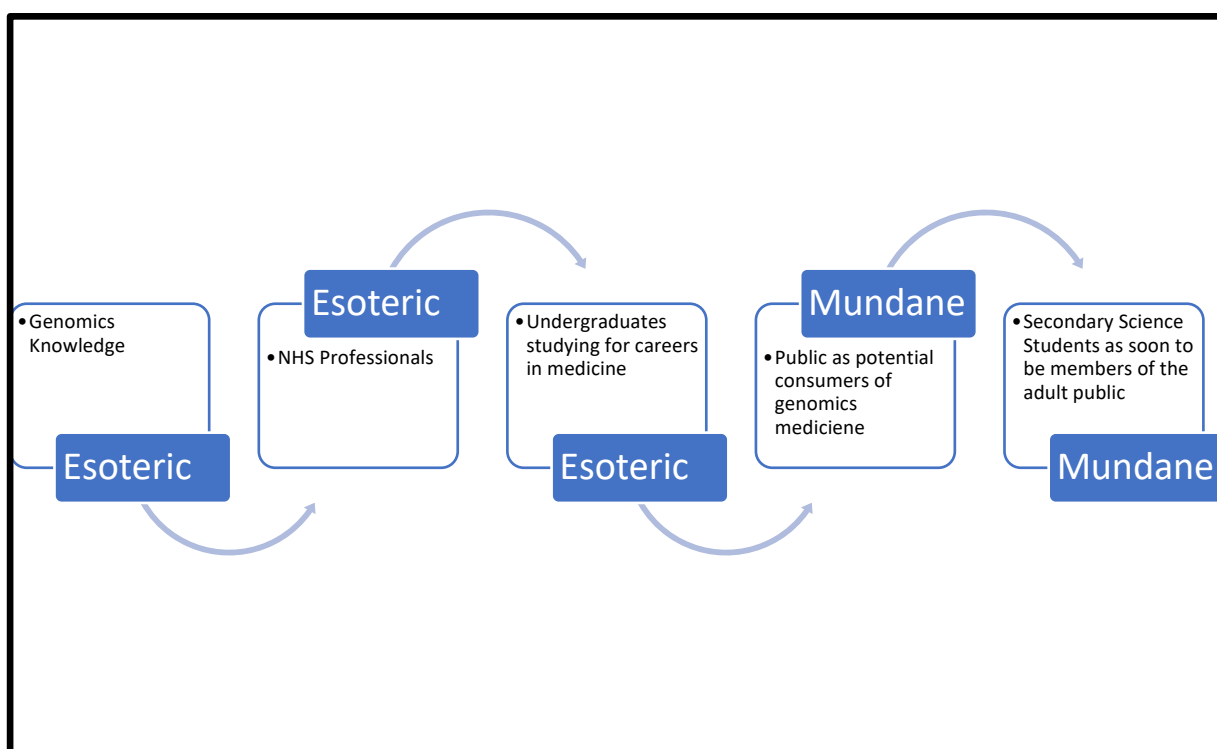 • Genomics
Knowledge
Esoteric
Esoteric
• NHS Professionals
• Undergraduates
studying for careers
in medicine
Esoteric
Mundane
• Public as potential
consumers of
genomics
mediciene
• Secondary Science
Students as soon to
be members of the
adult public
Mundane